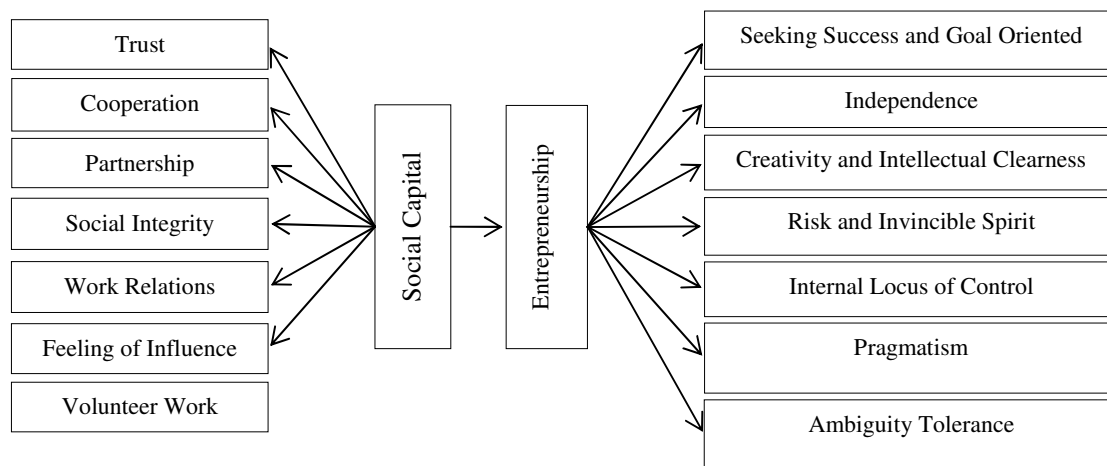 Trust
Cooperation
Partnership
Social Integrity
Work Relations
Feeling of Influence
Volunteer Work
Social Capital
Entrepreneurship
Seeking Success and Goal Oriented
Independence
Creativity and Intellectual Clearness
Risk and Invincible Spirit
Internal Locus of Control
Pragmatism
Ambiguity Tolerance